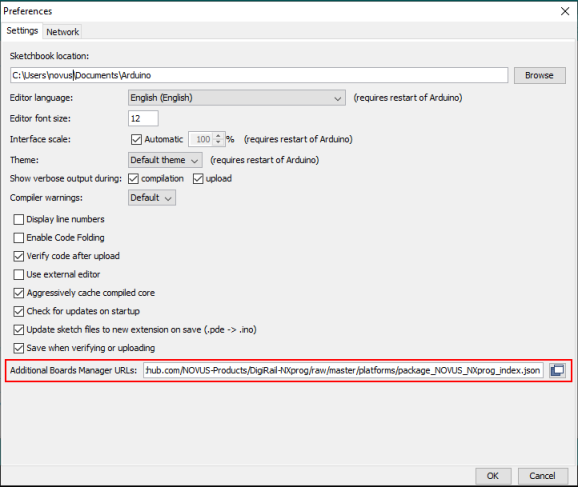 Preferences
Settings Network
Sketchbook location:
C:\Users\novus\Documents\Arduino Browse
Editor language: English (English) (requires restart of Arduino)
Editor font size: 12
Interface scale: Automatic 100 % (requires restart of Arduino)
Theme: Default theme (requires restart of Arduino)
Show verbose output during: compilation upload
Compiler warnings: Default
Display line numbers
Enable Code Folding
Verify code after upload
Use external editor
Aggressively cache compiled core
Check for updates on startup
Update sketch files to new extension on save (.pde -> .ino)
Save when verifying or uploading
Additional Boards Manager URLs: hub.com/NOVUS-Products/DigiRail-NXprog/raw/master/platforms/package_NOVUS_NXprog_index.json
OK Cancel